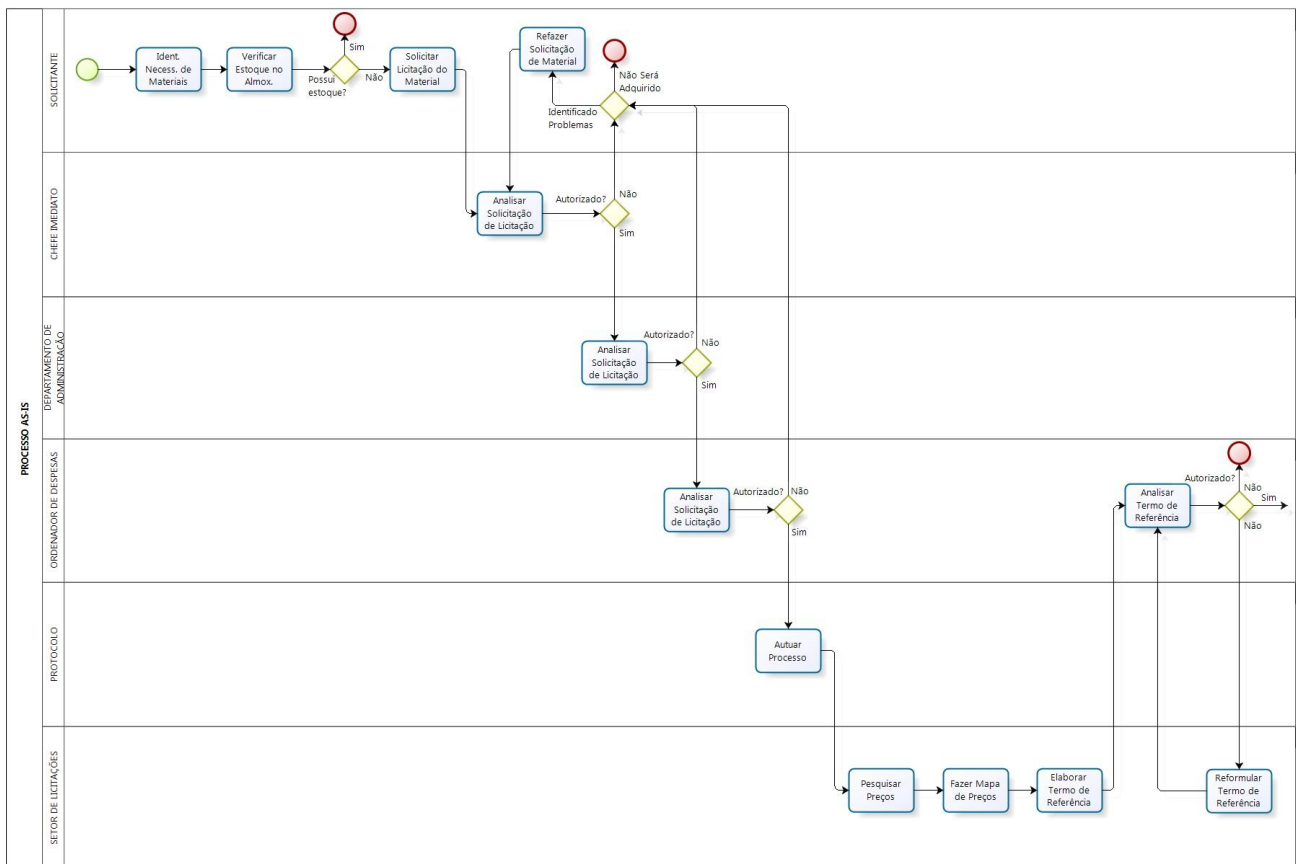 PROCESSO AS-IS
SOLICITANTE
Ident.
Necess. de
Materiais
Verificar
Estoque no
Almox.
Possui
estoque?
Sim
Não
Solicitar
Licitação do
Material
Refazer
Solicitação
de Material
Identificado
Problemas
Não Será
Adquirido
CHEFE IMEDIATO
Analisar
Solicitação
de Licitação
Autorizado?
Não
Sim
DEPARTAMENTO DE
ADMINISTRAÇÃO
Analisar
Solicitação
de Licitação
Autorizado?
Não
Sim
ORDENADOR DE DESPESAS
Analisar
Solicitação
de Licitação
Autorizado?
Não
Sim
Analisar
Termo de
Referência
Autorizado?
Não
Sim
Não
PROTOCOLO
Autuar
Processo
SETOR DE LICITAÇÕES
Pesquisar
Preços
Fazer Mapa
de Preços
Elaborar
Termo de
Referência
Reformular
Termo de
Referência